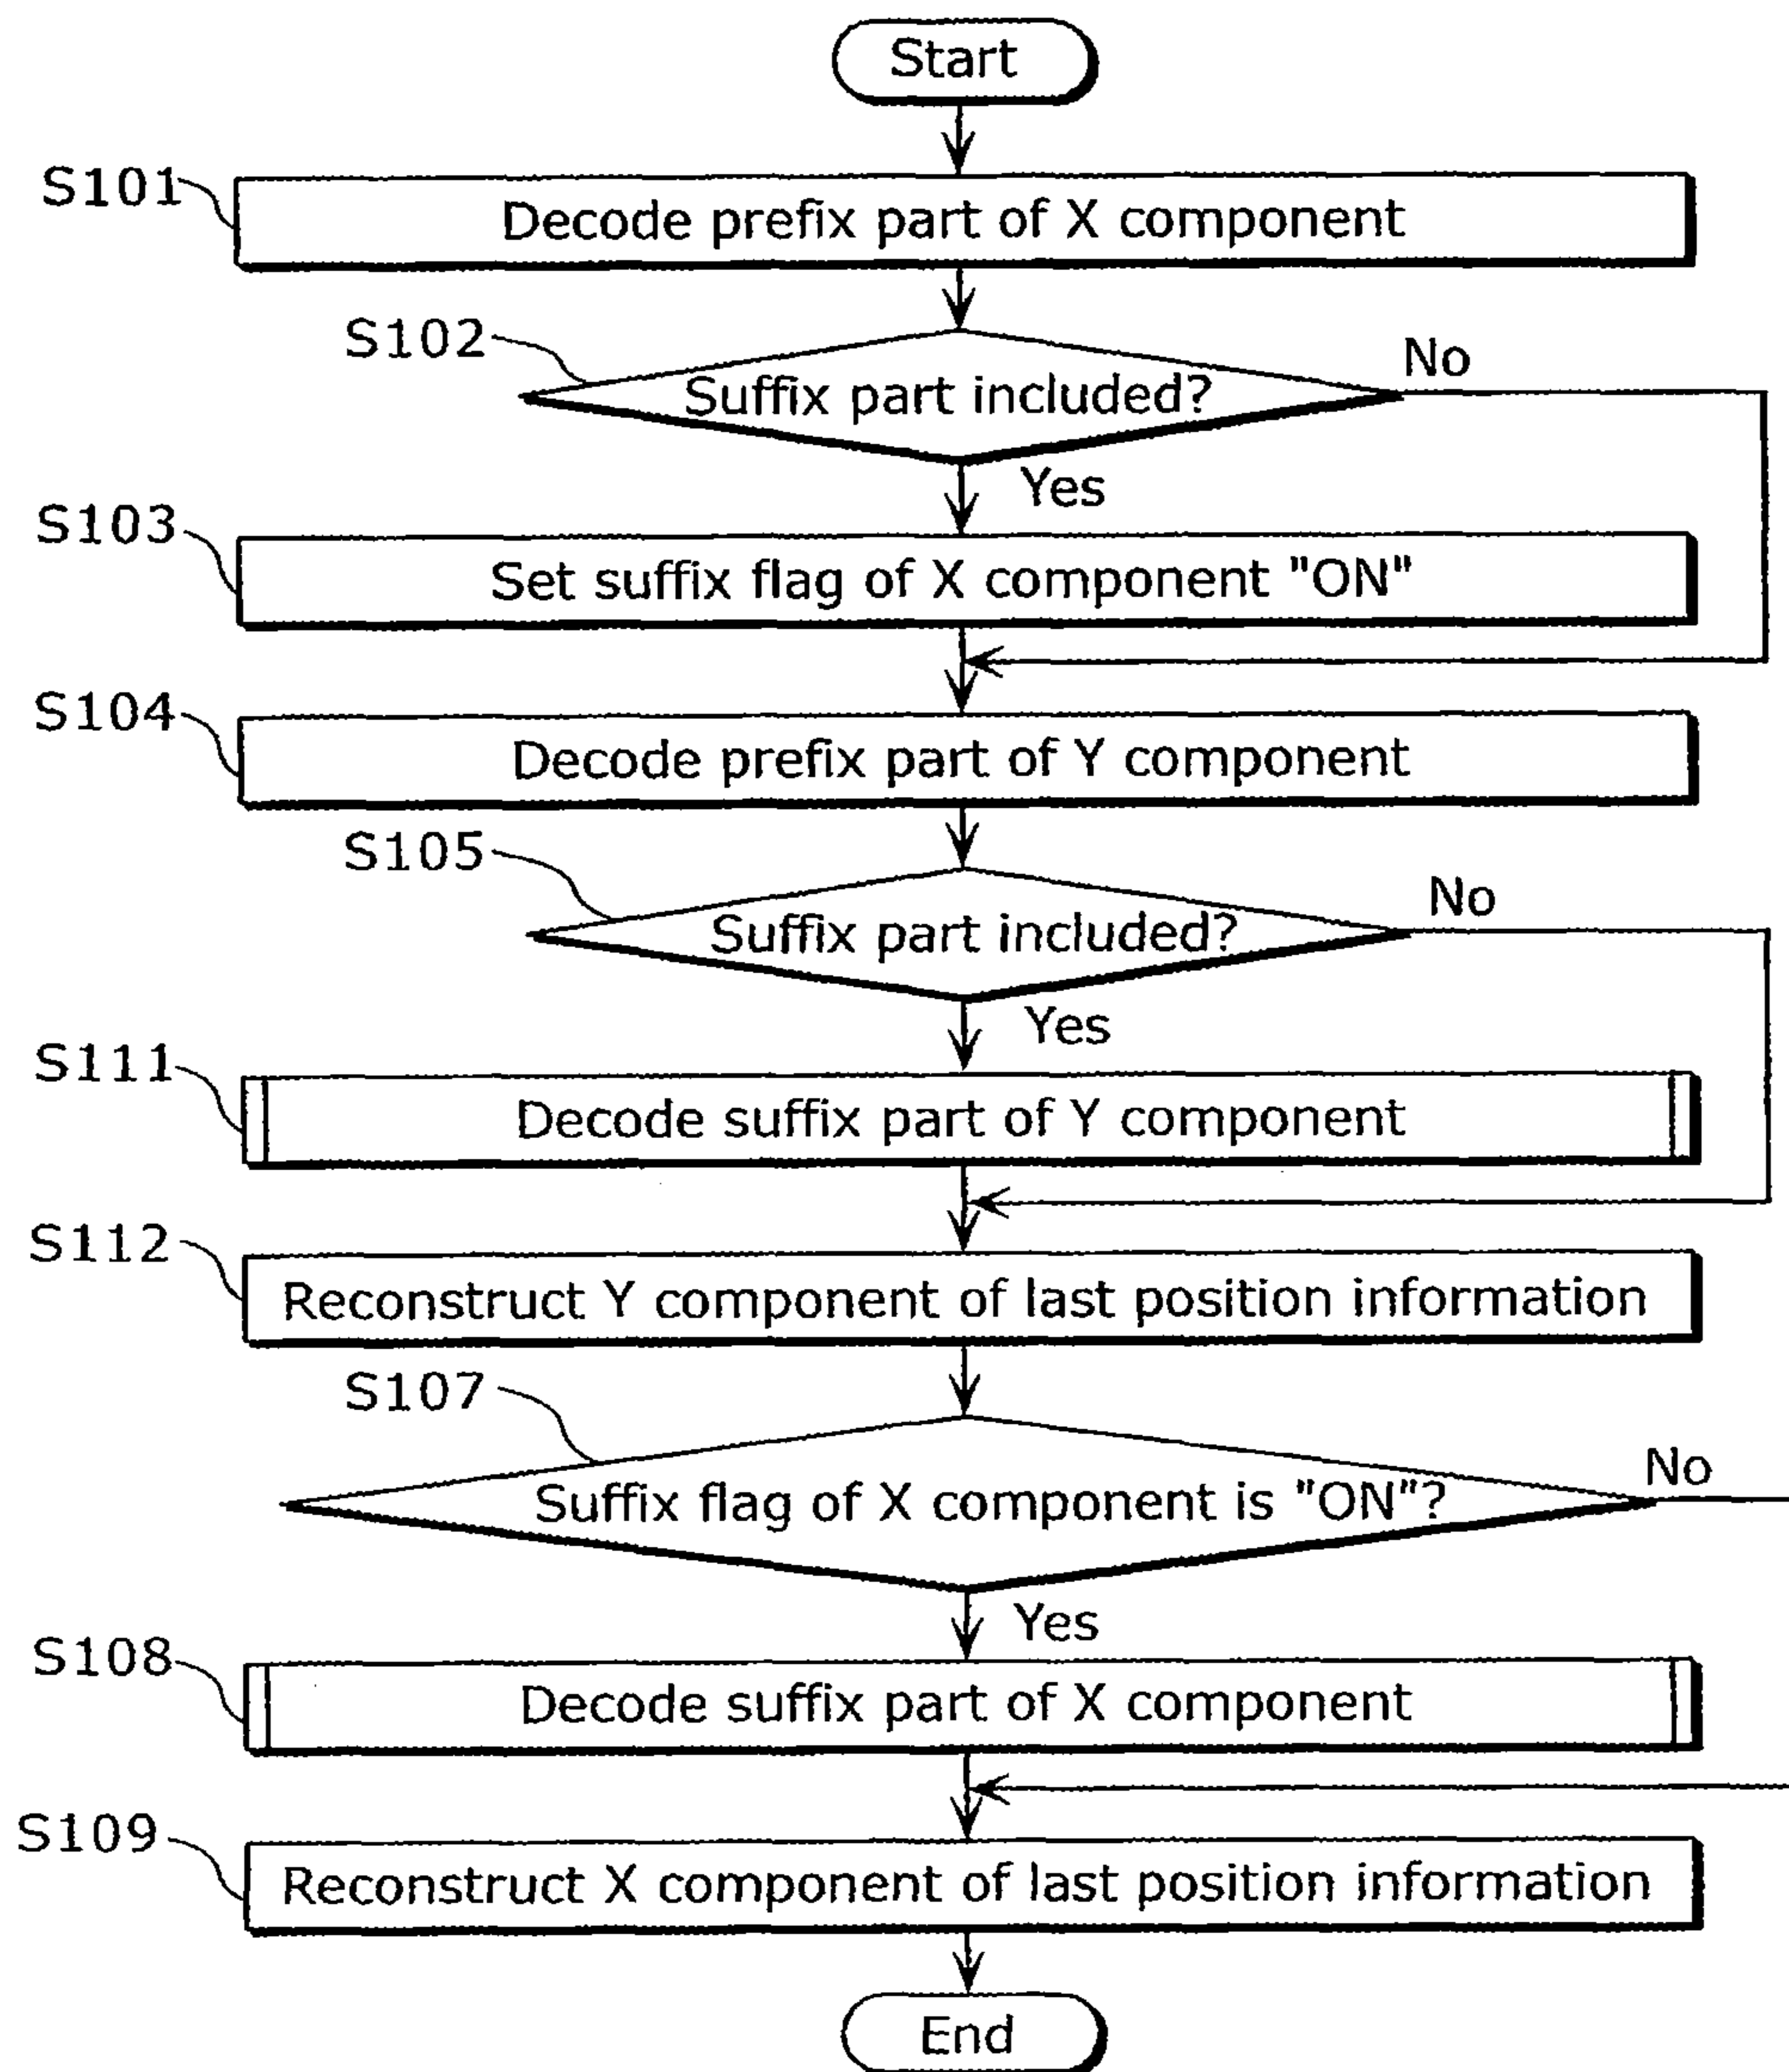 Start
S101
Decode prefix part of X component
S102
Suffix part included?
No
Yes
S103
Set suffix flag of X component "ON"
S104
Decode prefix part of Y component
S105
Suffix part included?
No
Yes
S111
Decode suffix part of Y component
S112
Reconstruct Y component of last position information
S107
Suffix flag of X component is "ON"?
No
Yes
S108
Decode suffix part of X component
S109
Reconstruct X component of last position information
End